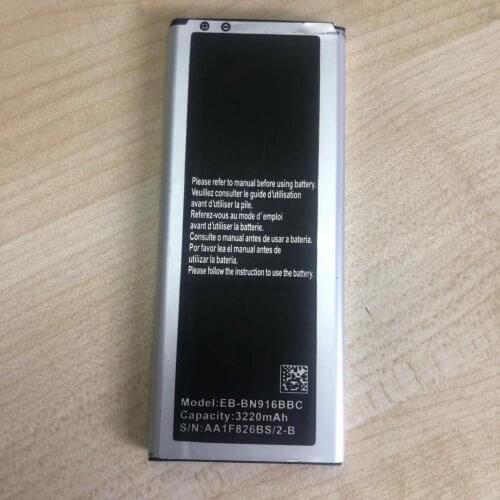 Please refer to manual before using battery.
Veuillez consulter le guide d'utilisation
avant d'utiliser la pile.
Referez-vous au mode d'emploi
avant d'utiliser la batterie.
Consulte o manual antes de usar a bateria.
Por favor lea el manual antes de
utilizar la bateria.
Please follow the instruction to use the battery.
Model:EB-BN916BBC
Capacity:3220mAh
S/N:AA1F826BS/2-B